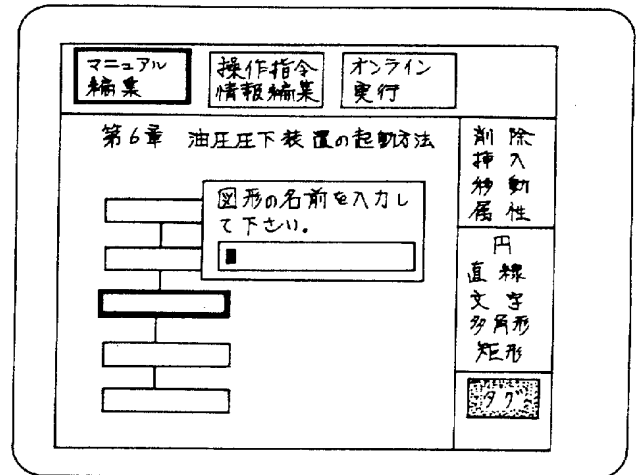 マニュアル
編集
操作指令
情報編集
オンライン
実行
第6章 油圧圧下装置の起動方法
図形の名前を入力し
て下さい。
削除
挿入
移動
属性
円
直線
文字
多角形
矩形
タグ